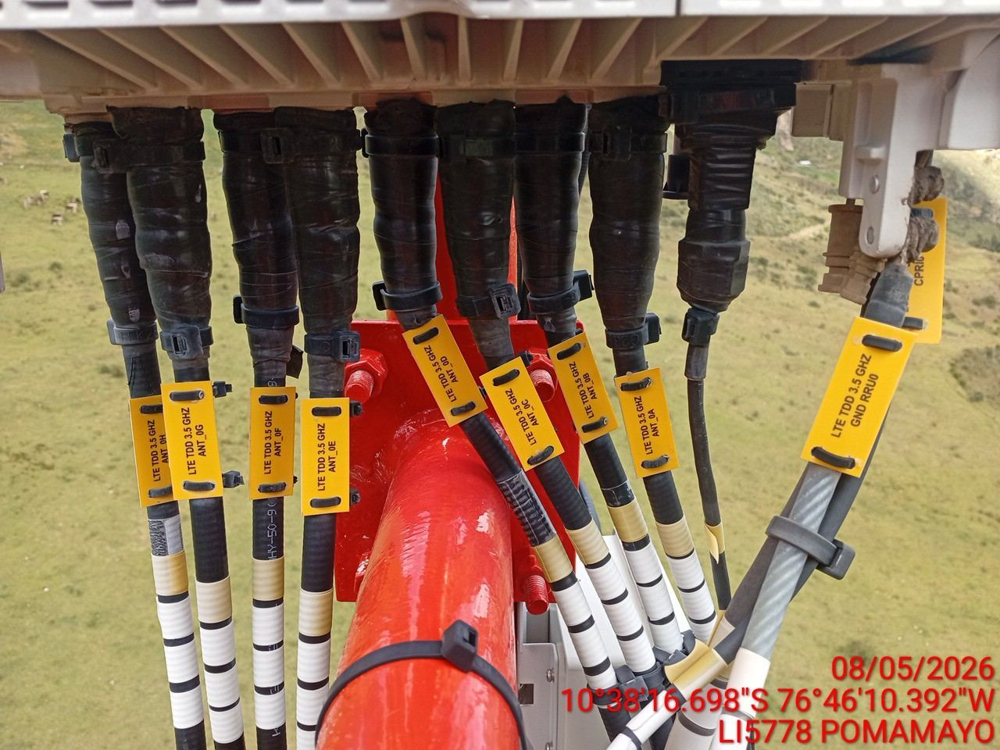 LTE TDD 3.5 GHZ
ANT_0H
LTE TDD 3.5 GHZ
ANT_0G
LTE TDD 3.5 GHZ
ANT_0F
LTE TDD 3.5 GHZ
ANT_0E
LTE TDD 3.5 GHZ
ANT_0D
LTE TDD 3.5 GHZ
ANT_0C
LTE TDD 3.5 GHZ
ANT_0B
LTE TDD 3.5 GHZ
ANT_0A
LTE TDD 3.5 GHZ
GND RRU0
HY-50-9
08/05/2026
10°38'16.698"S 76°46'10.392"W
LI5778 POMAMAYO